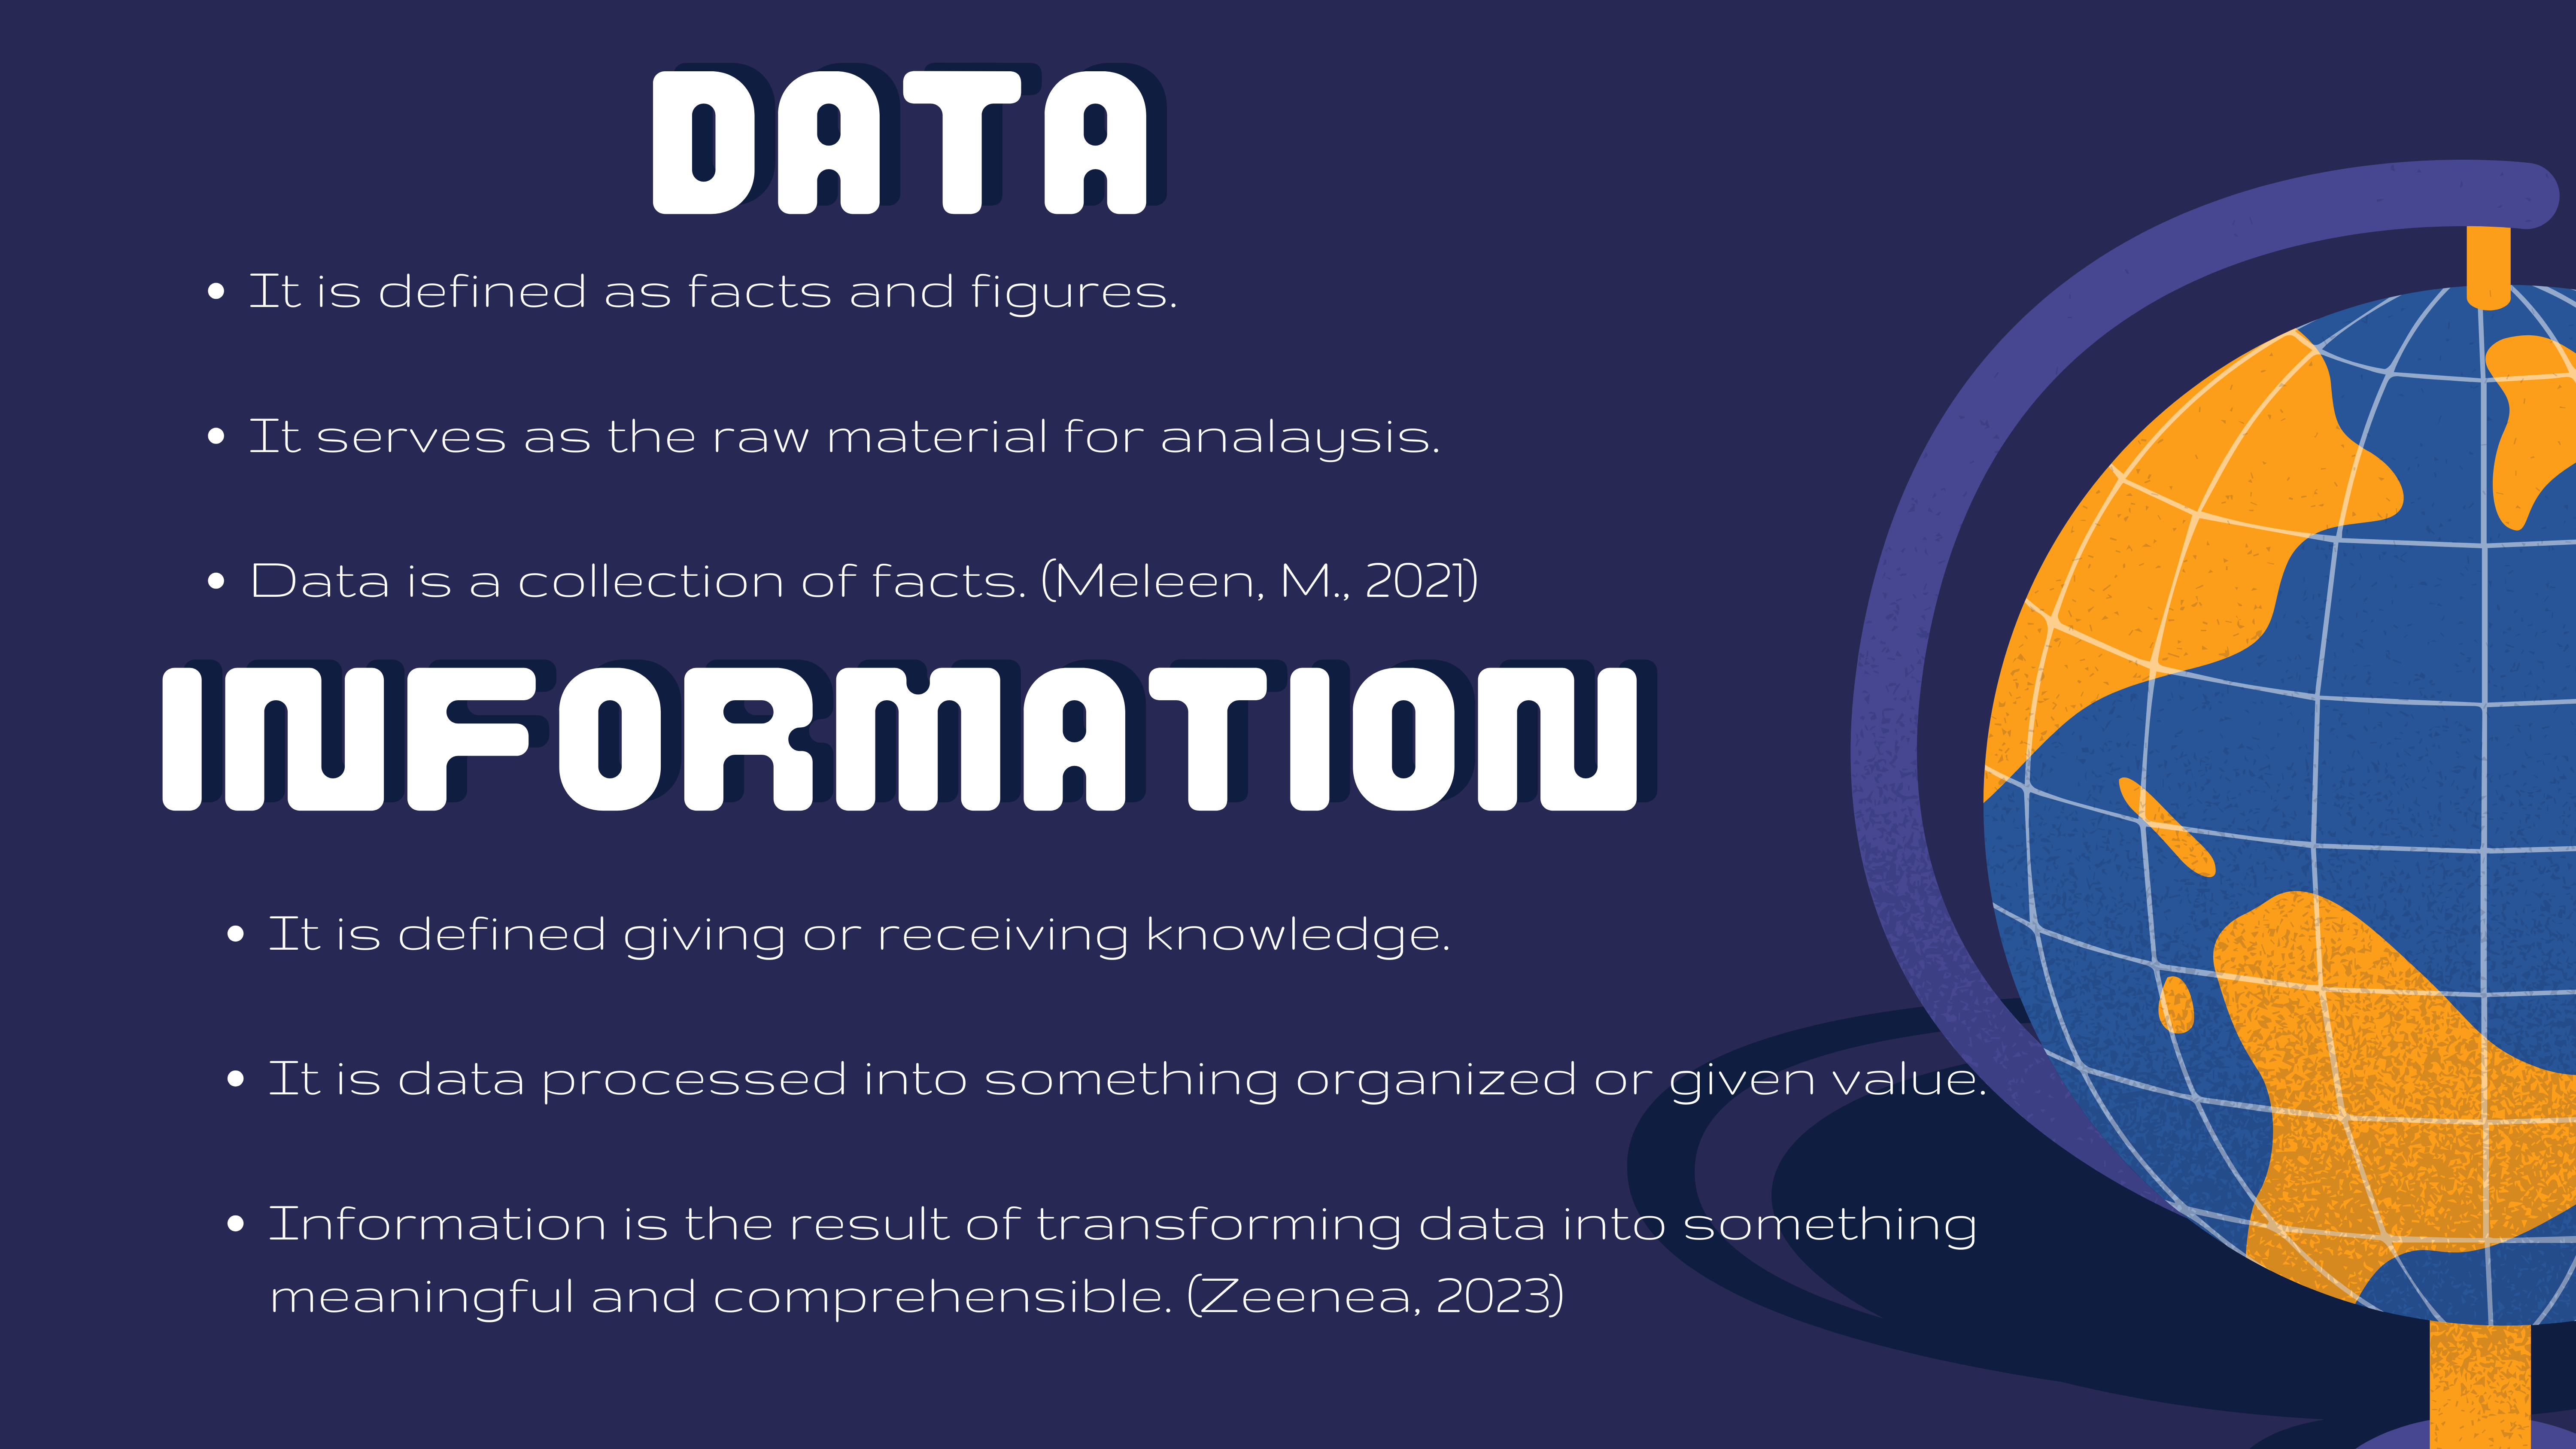 DATA
• It is defined as facts and figures.
• It serves as the raw material for analaysis.
• Data is a collection of facts. (Meleen, M., 2021)
INFORMATION
• It is defined giving or receiving knowledge.
• It is data processed into something organized or given value.
• Information is the result of transforming data into something
meaningful and comprehensible. (Zeenea, 2023)